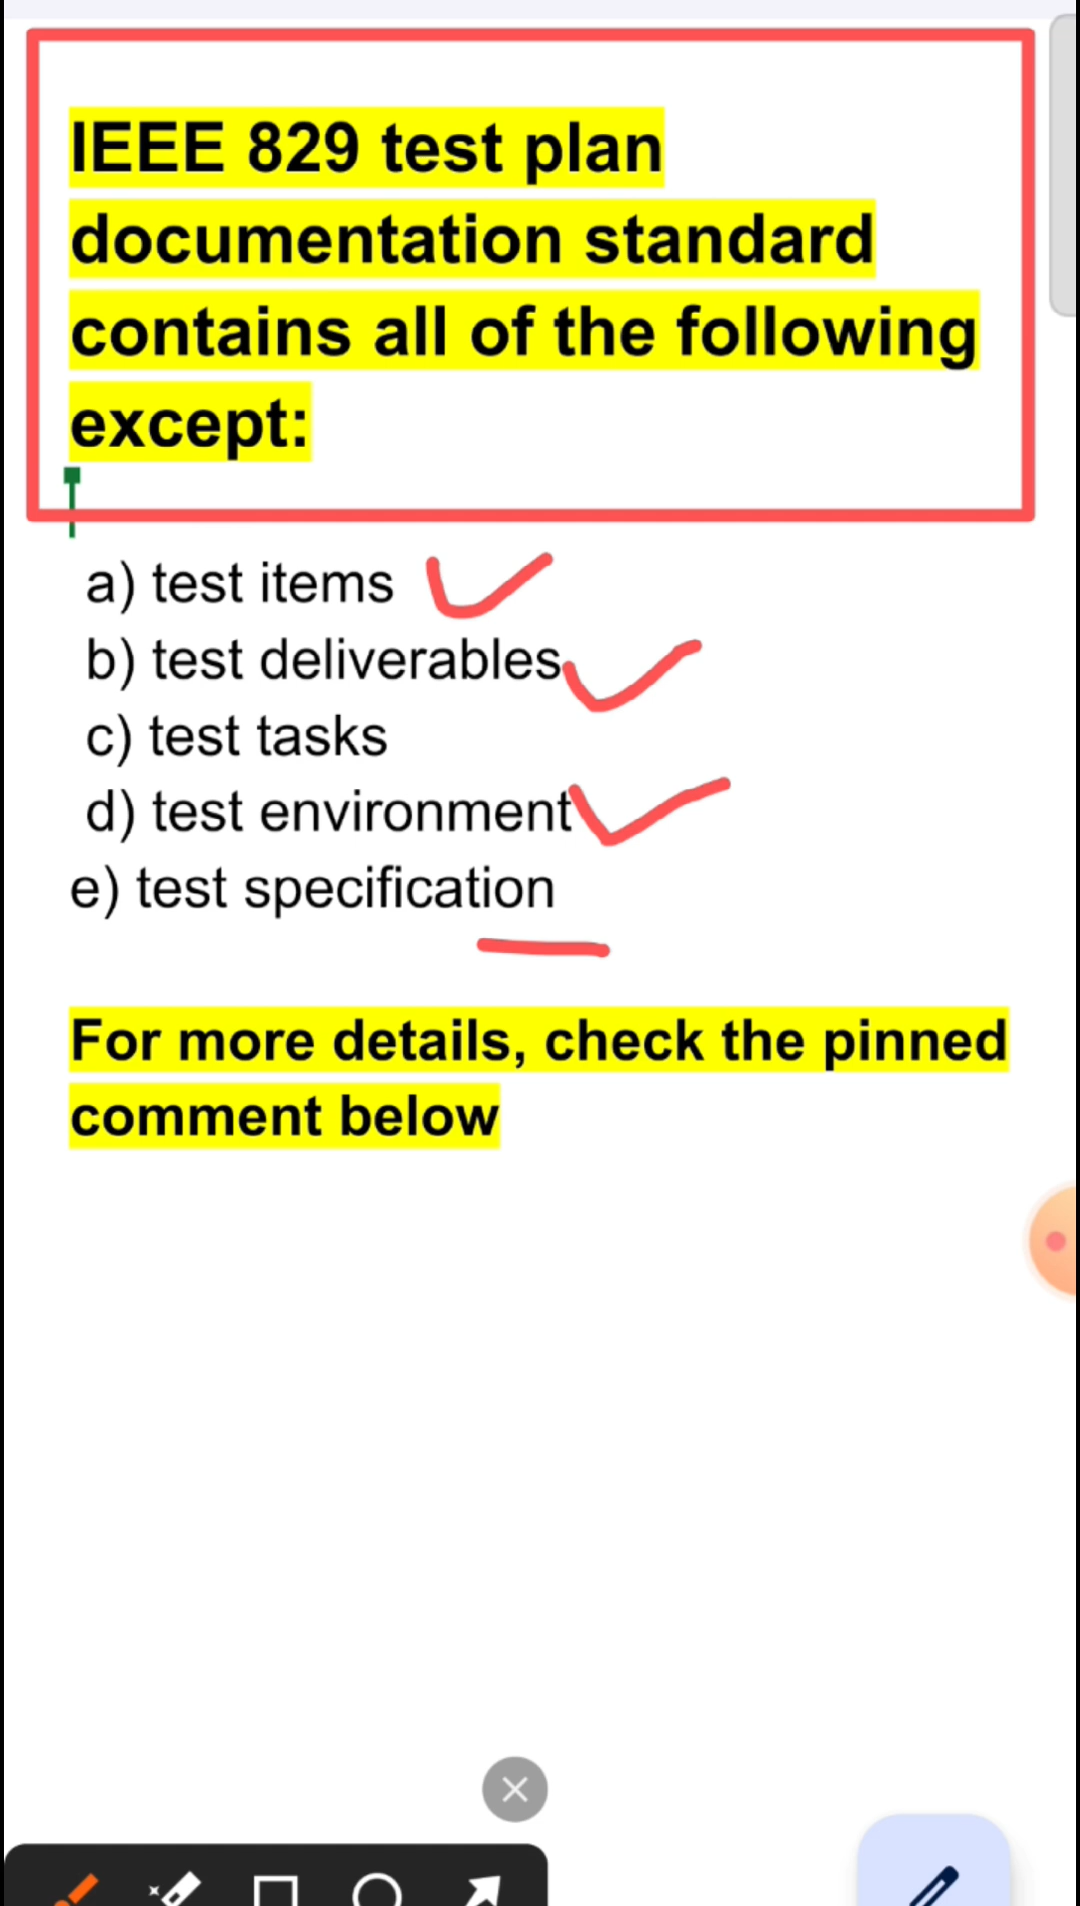 IEEE 829 test plan
documentation standard
contains all of the following
except:
a) test items
b) test deliverables
c) test tasks
d) test environment
e) test specification
For more details, check the pinned
comment below